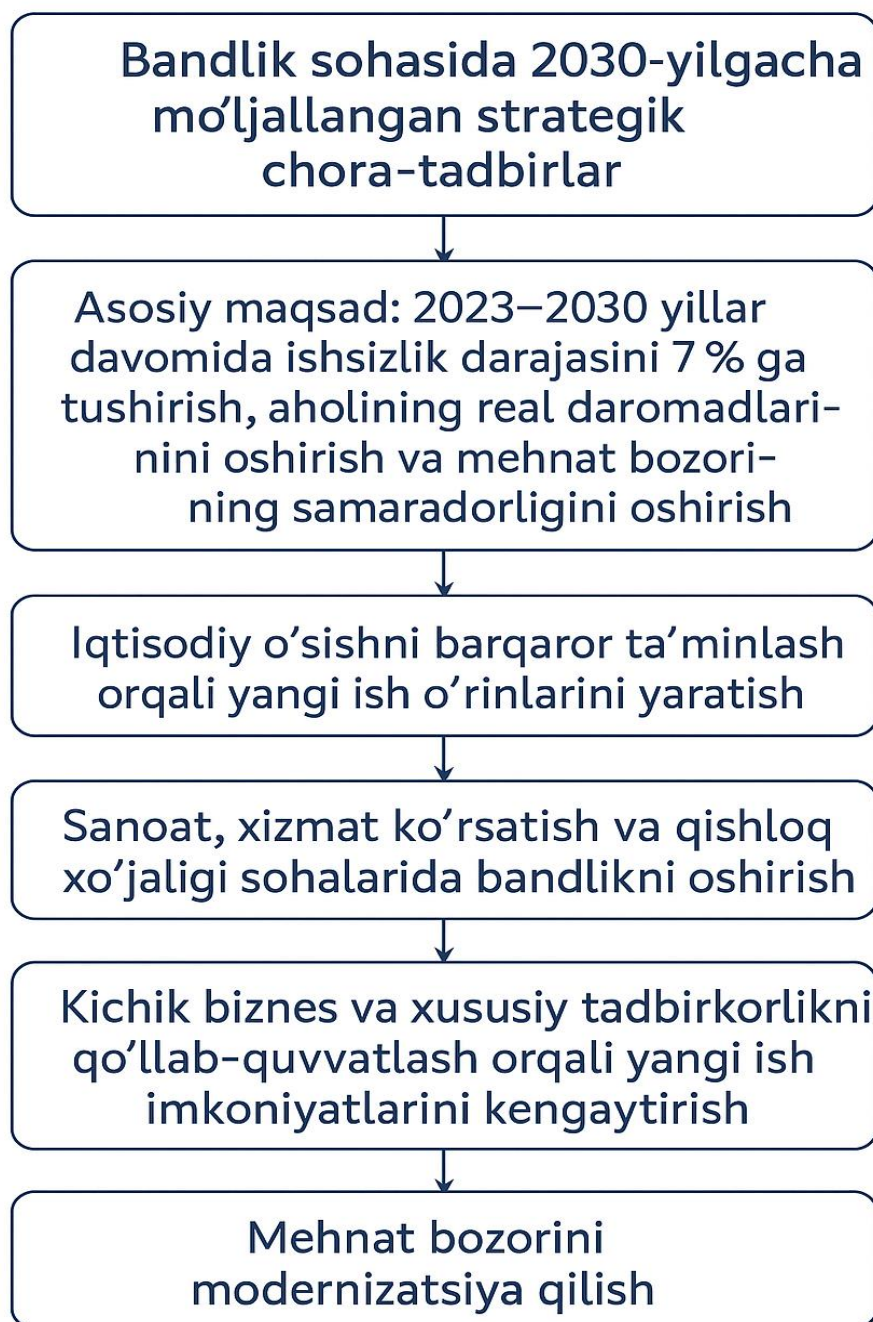 Bandlik sohasida 2030-yilgacha
mo‘ljallangan strategik
chora-tadbirlar
Asosiy maqsad: 2023–2030 yillar
davomida ishsizlik darajasini 7 % ga
tushirish, aholining real daromadlari-
nini oshirish va mehnat bozori-
ning samaradorligini oshirish
Iqtisodiy o’sishni barqaror ta’minlash
orqali yangi ish o’rinlarini yaratish
Sanoat, xizmat ko’rsatish va qishloq
xo’jaligi sohalarida bandlikni oshirish
Kichik biznes va xususiy tadbirkorlikni
qo’llab-quvvatlash orqali yangi ish
imkoniyatlarini kengaytirish
Mehnat bozorini
modernizatsiya qilish